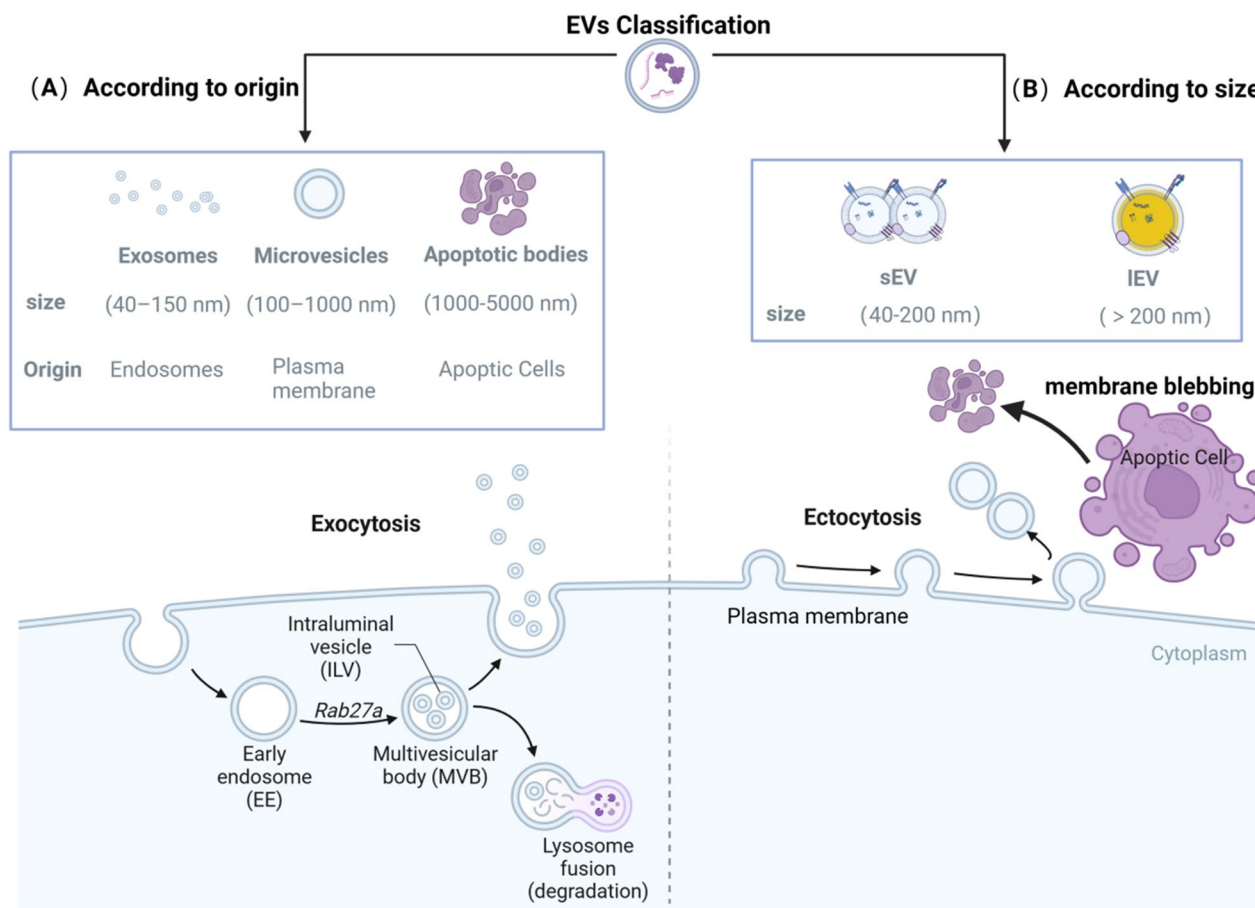 EVs Classification
（A）According to origin
（B）According to size
Exosomes Microvesicles Apoptotic bodies
size (40–150 nm) (100–1000 nm) (1000-5000 nm)
Origin Endosomes Plasma membrane Apoptic Cells
sEV lEV
size (40-200 nm) ( > 200 nm)
membrane blebbing
Apoptic Cell
Exocytosis
Ectocytosis
Plasma membrane
Cytoplasm
Intraluminal
vesicle
(ILV)
Rab27a
Early
endosome
(EE)
Multivesicular
body (MVB)
Lysosome
fusion
(degradation)